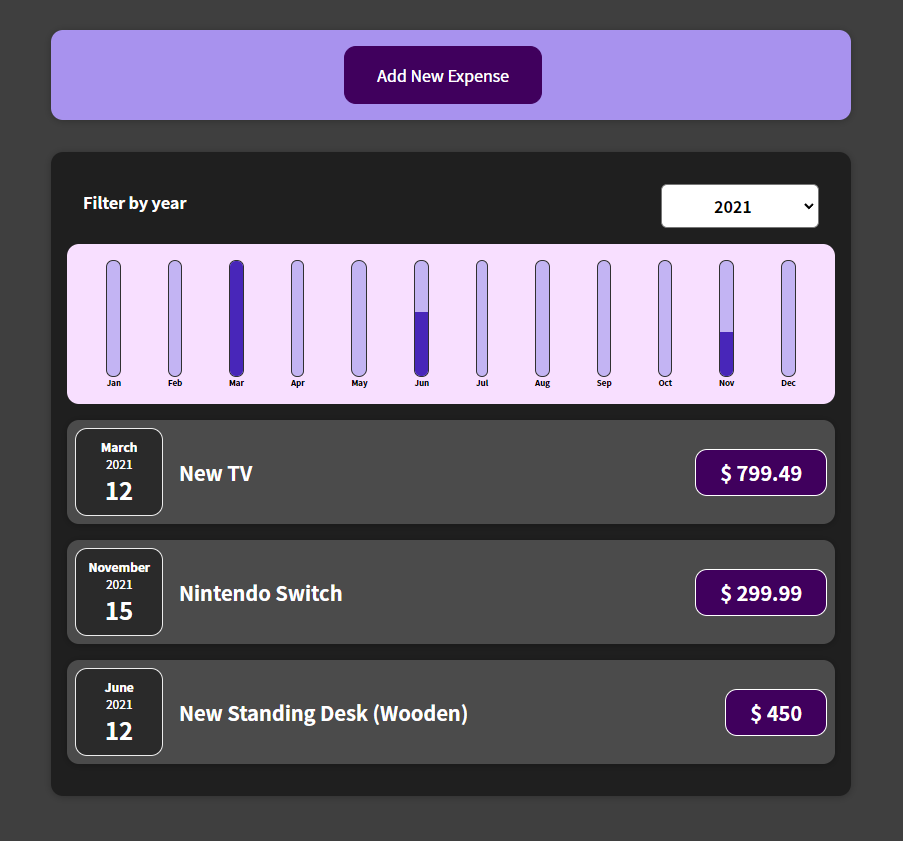 Add New Expense
Filter by year
2021
Jan Feb Mar Apr May Jun Jul Aug Sep Oct Nov Dec
March
2021
12
New TV
$ 799.49
November
2021
15
Nintendo Switch
$ 299.99
June
2021
12
New Standing Desk (Wooden)
$ 450